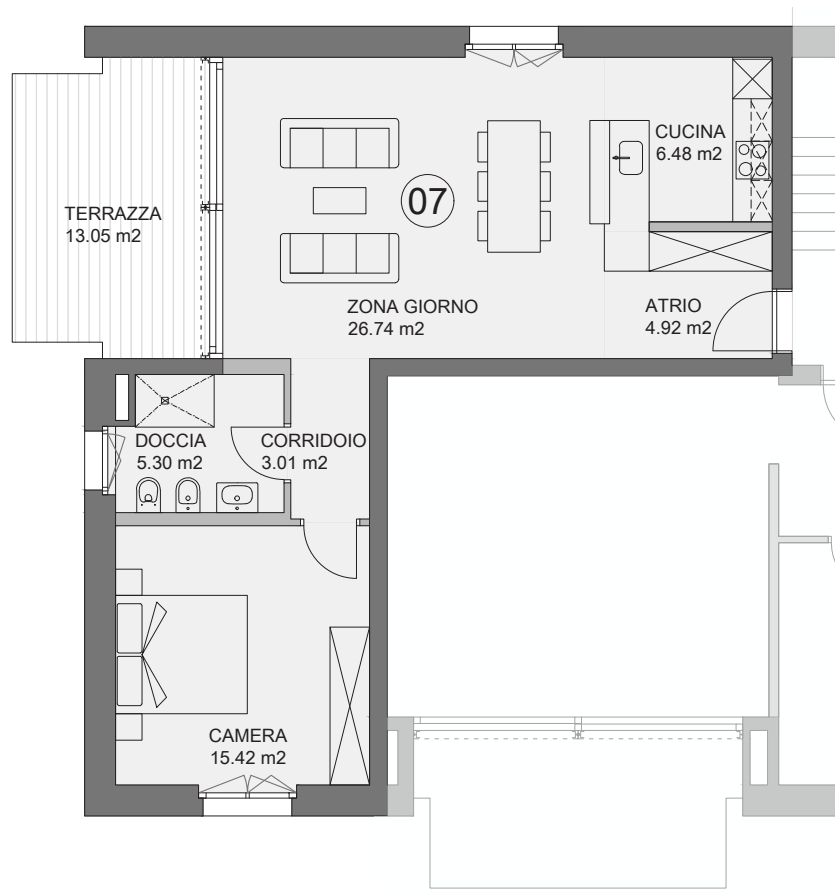 CUCINA
6.48 m2
07
TERRAZZA
13.05 m2
ZONA GIORNO
26.74 m2
ATRIO
4.92 m2
DOCCIA
5.30 m2
CORRIDOIO
3.01 m2
CAMERA
15.42 m2